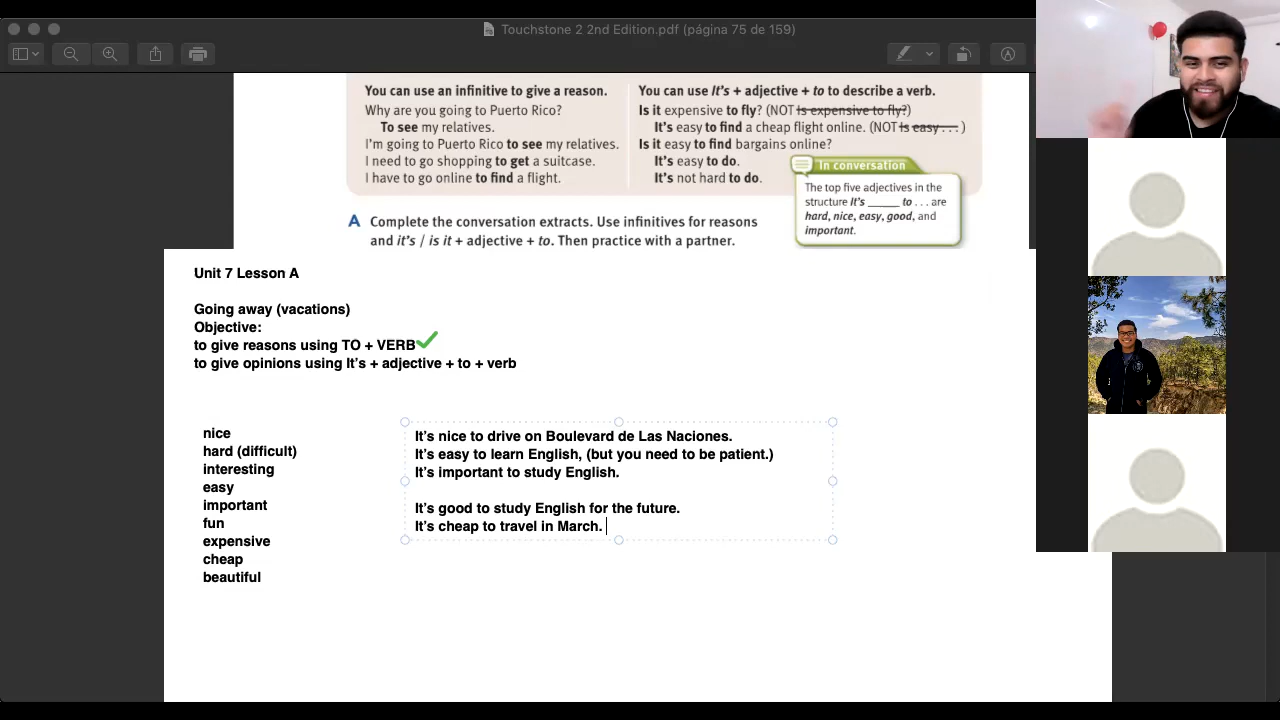 Touchstone 2 2nd Edition.pdf (página 75 de 159)
You can use an infinitive to give a reason.
Why are you going to Puerto Rico?
To see my relatives.
I'm going to Puerto Rico to see my relatives.
I need to go shopping to get a suitcase.
I have to go online to find a flight.
You can use It's + adjective + to to describe a verb.
Is it expensive to fly? (NOT Is expensive to fly?)
It's easy to find a cheap flight online. (NOT Is easy . . . )
Is it easy to find bargains online?
It's easy to do.
It's not hard to do.
In conversation
The top five adjectives in the
structure It's _____ to . . . are
hard, nice, easy, good, and
important.
A Complete the conversation extracts. Use infinitives for reasons
and it's / is it + adjective + to. Then practice with a partner.
Unit 7 Lesson A
Going away (vacations)
Objective:
to give reasons using TO + VERB
to give opinions using It's + adjective + to + verb
nice
hard (difficult)
interesting
easy
important
fun
expensive
cheap
beautiful
It's nice to drive on Boulevard de Las Naciones.
It's easy to learn English, (but you need to be patient.)
It's important to study English.
It's good to study English for the future.
It's cheap to travel in March.